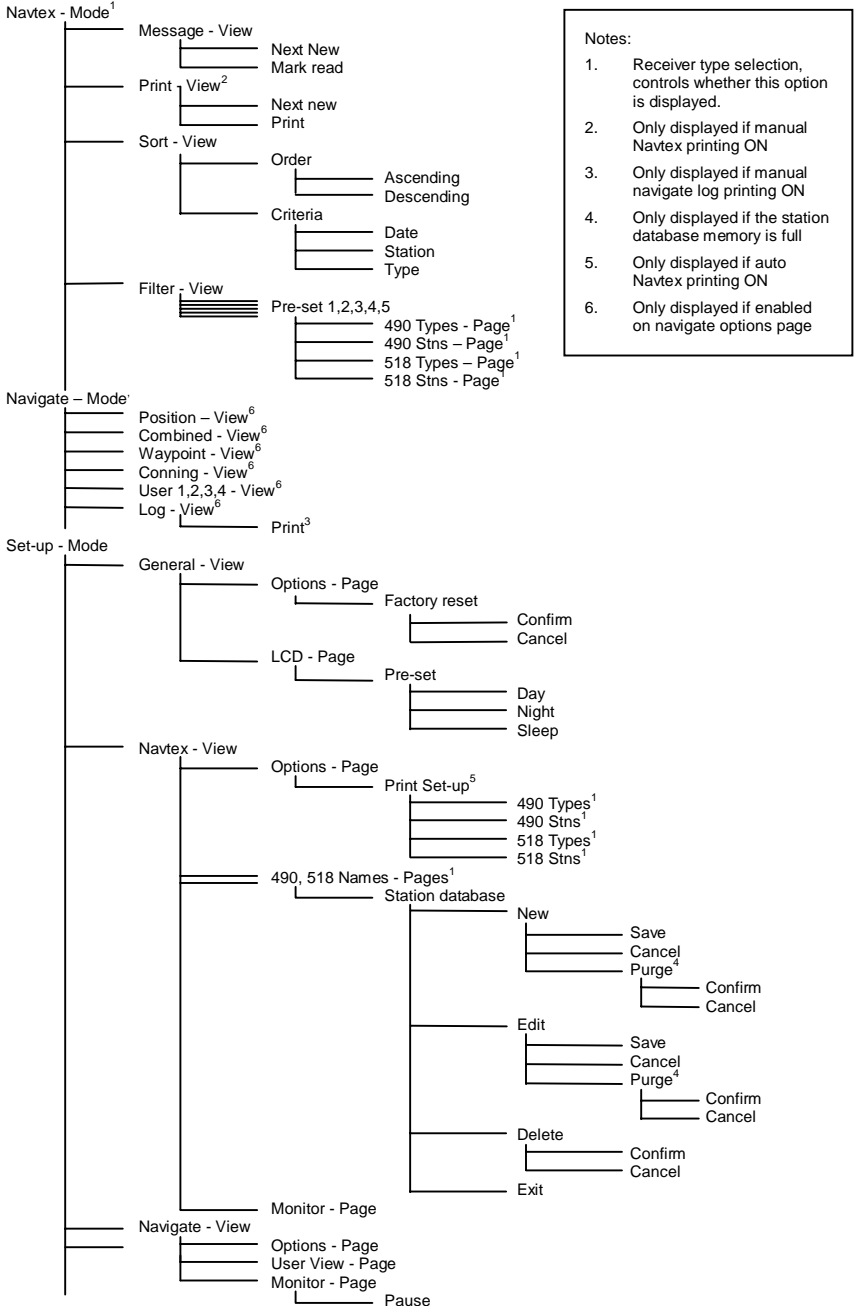 Navtex - Mode1
Message - View
Next New
Mark read
Print - View2
Next new
Print
Sort - View
Order
Ascending
Descending
Criteria
Date
Station
Type
Filter - View
Pre-set 1,2,3,4,5
490 Types - Page1
490 Stns – Page1
518 Types – Page1
518 Stns - Page1
Navigate – Mode
Position – View6
Combined - View6
Waypoint - View6
Conning - View6
User 1,2,3,4 - View6
Log - View6
Print3
Set-up - Mode
General - View
Options - Page
Factory reset
Confirm
Cancel
LCD - Page
Pre-set
Day
Night
Sleep
Navtex - View
Options - Page
Print Set-up5
490 Types1
490 Stns1
518 Types1
518 Stns1
490, 518 Names - Pages1
Station database
New
Save
Cancel
Purge4
Confirm
Cancel
Edit
Save
Cancel
Purge4
Confirm
Cancel
Delete
Confirm
Cancel
Exit
Monitor - Page
Navigate - View
Options - Page
User View - Page
Monitor - Page
Pause
Notes:
1. Receiver type selection,
controls whether this option
is displayed.
2. Only displayed if manual
Navtex printing ON
3. Only displayed if manual
navigate log printing ON
4. Only displayed if the station
database memory is full
5. Only displayed if auto
Navtex printing ON
6. Only displayed if enabled
on navigate options page